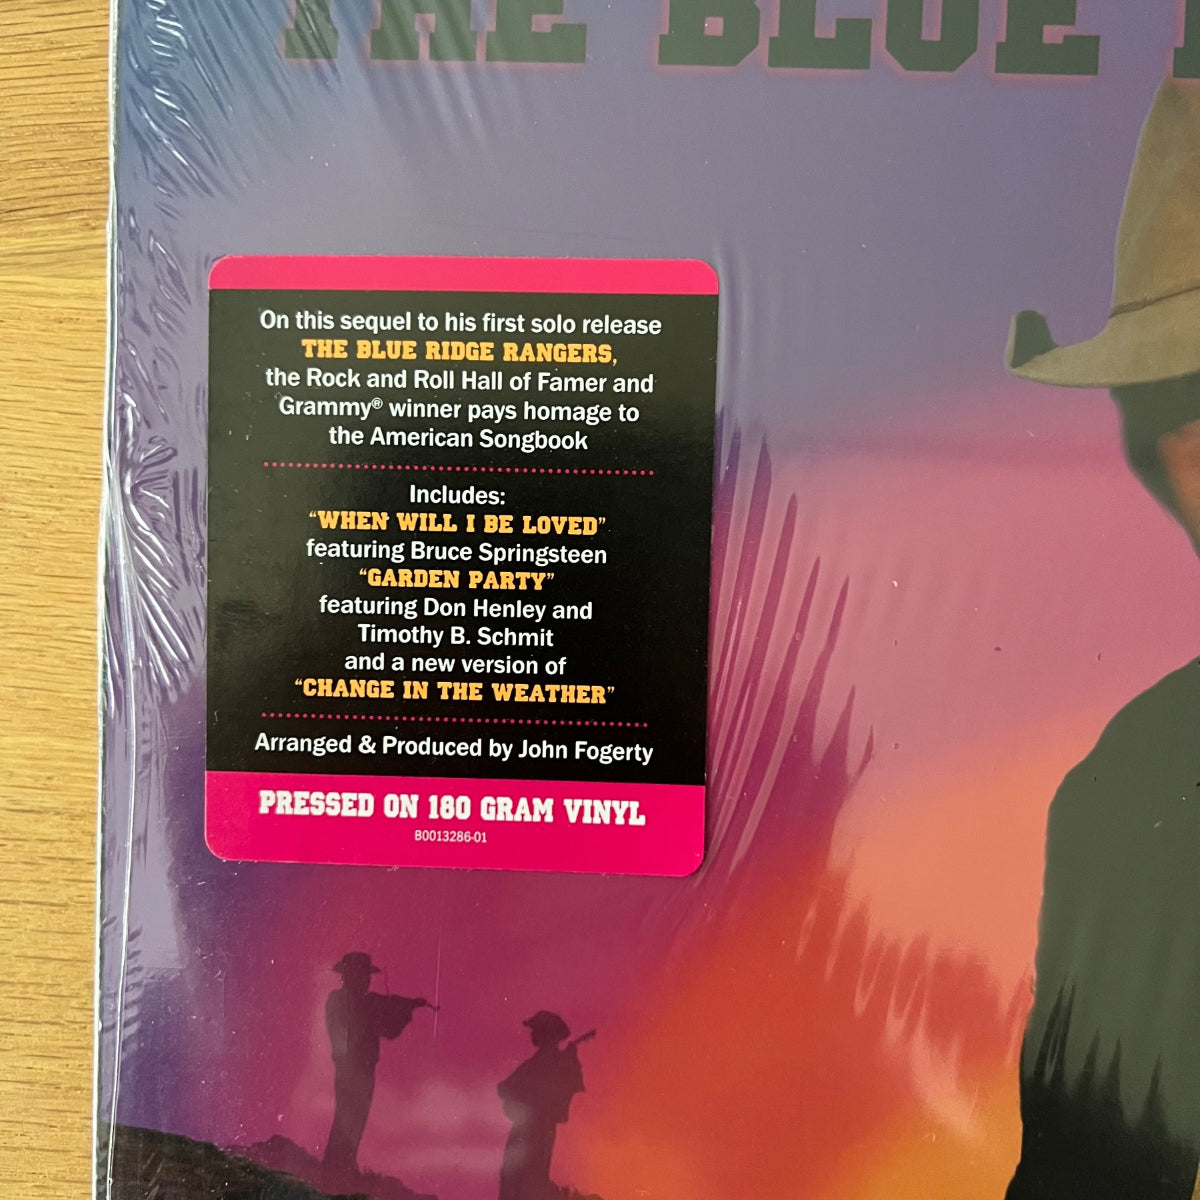 THE BLUE
On this sequel to his first solo release
THE BLUE RIDGE RANGERS,
the Rock and Roll Hall of Famer and
Grammy® winner pays homage to
the American Songbook
Includes:
“WHEN WILL I BE LOVED”
featuring Bruce Springsteen
“GARDEN PARTY”
featuring Don Henley and
Timothy B. Schmit
and a new version of
“CHANGE IN THE WEATHER”
Arranged & Produced by John Fogerty
PRESSED ON 180 GRAM VINYL
B0013286-01